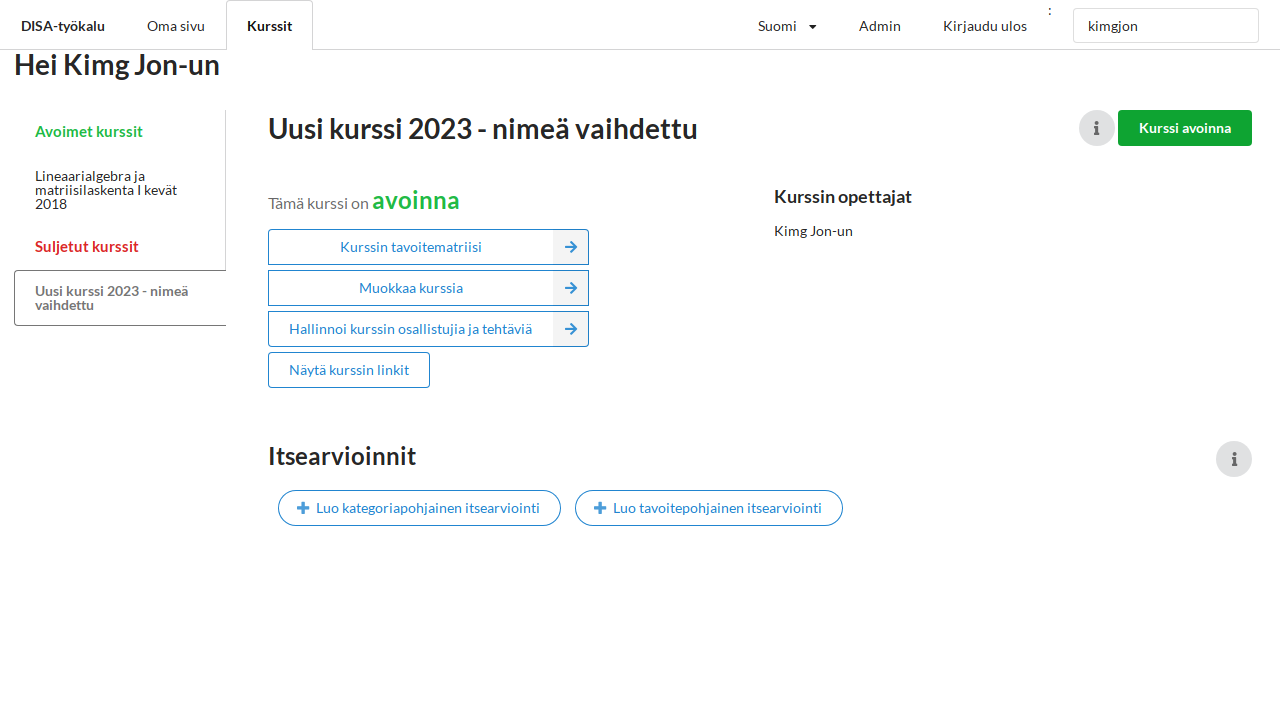 DISA-työkalu
Oma sivu
Kurssit
Suomi
Admin
Kirjaudu ulos
:
kimgjon
Hei Kimg Jon-un
Avoimet kurssit
Lineaarialgebra ja
matriisilaskenta I kevät
2018
Suljetut kurssit
Uusi kurssi 2023 - nimeä
vaihdettu
Uusi kurssi 2023 - nimeä vaihdettu
Kurssi avoinna
Tämä kurssi on avoinna
Kurssin tavoitematriisi
Muokkaa kurssia
Hallinnoi kurssin osallistujia ja tehtäviä
Näytä kurssin linkit
Kurssin opettajat
Kimg Jon-un
Itsearvioinnit
Luo kategoriapohjainen itsearviointi
Luo tavoitepohjainen itsearviointi